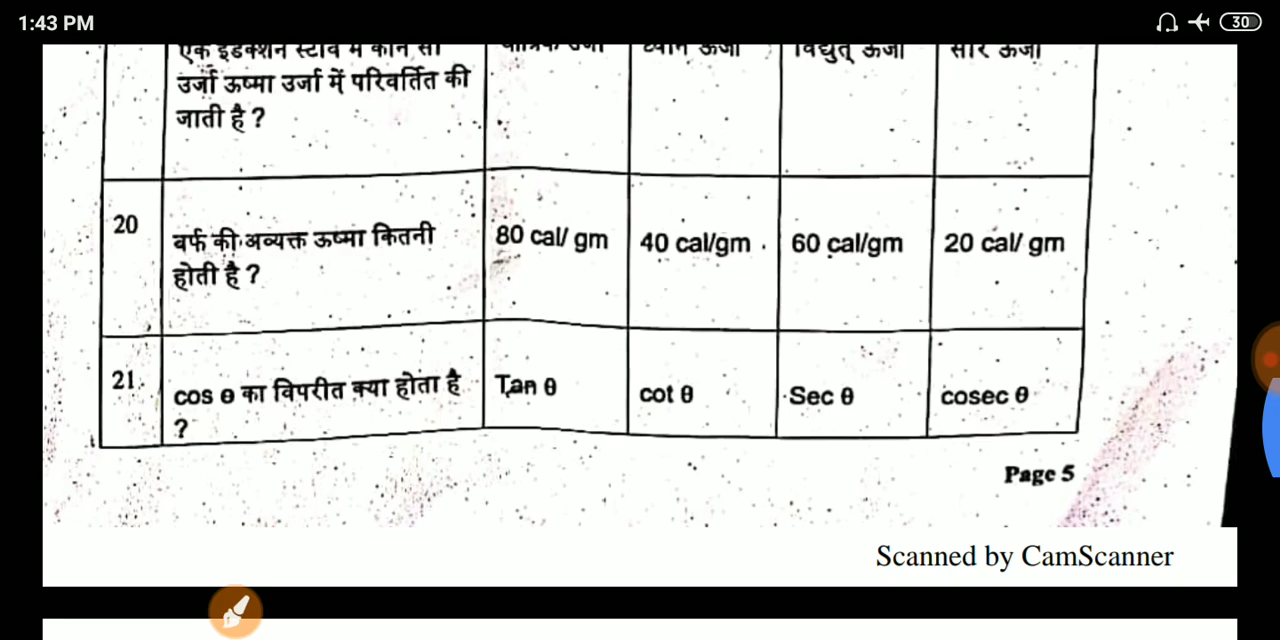 1:43 PM
30
उर्जा ऊष्मा उर्जा में परिवर्तित की
जाती है ?
विद्युत् ऊर्जा
20
बर्फ की अव्यक्त ऊष्मा कितनी
होती है ?
80 cal/ gm
40 cal/gm
60 cal/gm
20 cal/ gm
21.
cos θ का विपरीत क्या होता है
?
Tan θ
cot θ
Sec θ
cosec θ
Page 5
Scanned by CamScanner